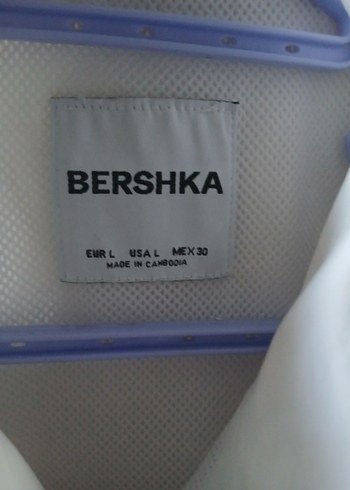 BERSHKA
EUR L USA L MEX 30
MADE IN CAMBODIA